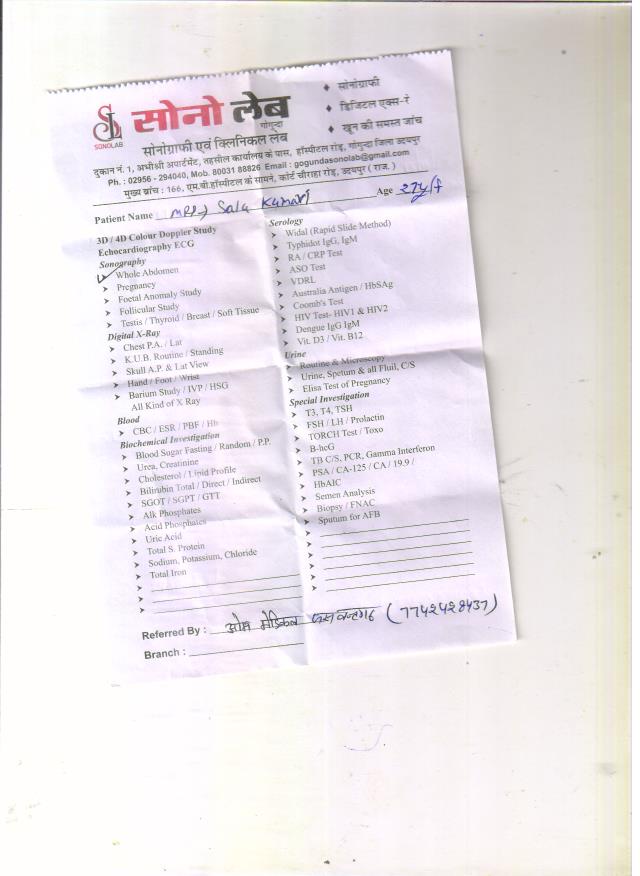 SL
SONOLAB
सोनो लेब
गोगुन्दा
सोनोग्राफी एवं क्लिनिकल लेब
♦ सोनोग्राफी
♦ डिजिटल एक्स-रे
♦ खून की समस्त जांच
दुकान नं. 1, अभीश्री अपार्टमेंट, तहसील कार्यालय के पास, हॉस्पीटल रोड़, गोगुंदा जिला उदयपुर
Ph. : 02956 - 294040, Mob. 80031 88826 Email : gogundasonolab@gmail.com
मुख्य ब्रांच : 166, एम.बी.हॉस्पीटल के सामने, कोर्ट चौराहा रोड़, उदयपुर ( राज. )
Patient Name Sala Kumari Age 27y/f
3D / 4D Colour Doppler Study
Echocardiography ECG
Sonography
➤ Whole Abdomen
➤ Pregnancy
➤ Foetal Anomaly Study
➤ Follicular Study
➤ Testis / Thyroid / Breast / Soft Tissue
Digital X-Ray
➤ Chest P.A. / Lat
➤ K.U.B. Routine / Standing
➤ Skull A.P. & Lat View
➤ Hand / Foot / Wrist
➤ Barium Study / IVP / HSG
All Kind of X Ray
Blood
➤ CBC / ESR / PBF / Hb
Biochemical Investigation
➤ Blood Sugar Fasting / Random / P.P.
➤ Urea, Creatinine
➤ Cholesterol / Lipid Profile
➤ Bilirubin Total / Direct / Indirect
➤ SGOT / SGPT / GTT
➤ Alk Phosphates
➤ Acid Phosphates
➤ Uric Acid
➤ Total S. Protein
➤ Sodium, Potassium, Chloride
➤ Total Iron
Serology
➤ Widal (Rapid Slide Method)
➤ Typhidot IgG, IgM
➤ RA / CRP Test
➤ ASO Test
➤ VDRL
➤ Australia Antigen / HbSAg
➤ Coomb's Test
➤ HIV Test- HIV1 & HIV2
➤ Dengue IgG IgM
➤ Vit. D3 / Vit. B12
Urine
➤ Routine & Microscopy
➤ Urine, Spetum & all Fluil, C/S
➤ Elisa Test of Pregnancy
Special Investigation
➤ T3, T4, TSH
➤ FSH / LH / Prolactin
➤ TORCH Test / Toxo
➤ B-hcG
➤ TB C/S, PCR, Gamma Interferon
➤ PSA / CA-125 / CA / 19.9 /
➤ HbAIC
➤ Semen Analysis
➤ Biopsy / FNAC
➤ Sputum for AFB
Referred By : ओम मेडिकल (7742428437)
Branch :